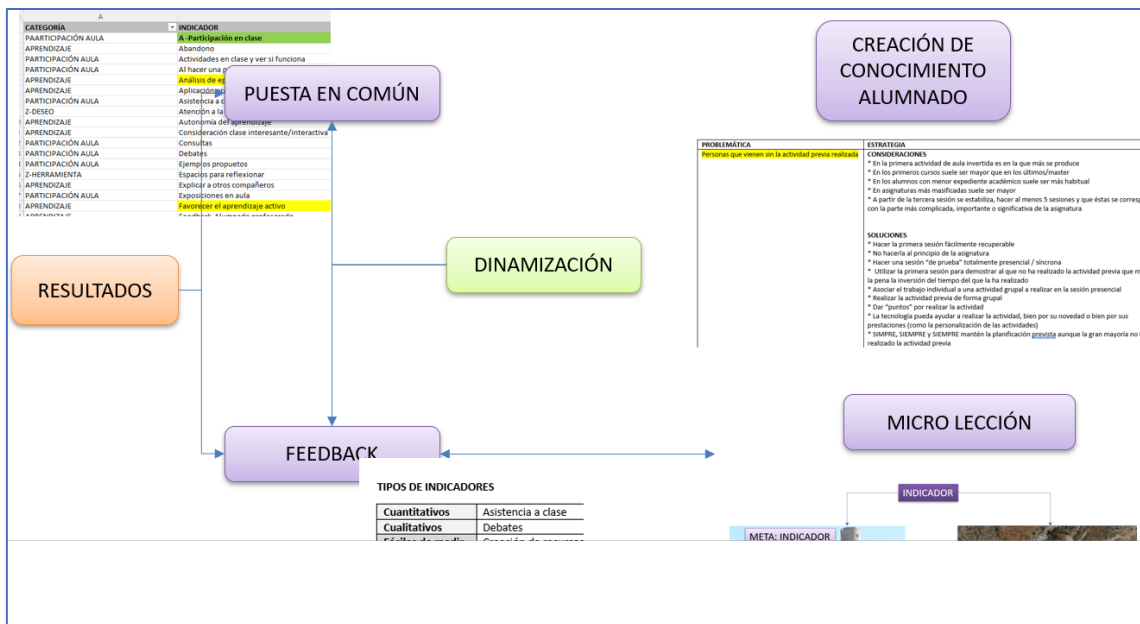 A
CATEGORÍA INDICADOR
PAARTICIPACIÓN AULA A -Participación en clase
APRENDIZAJE Abandono
PARTICIPACIÓN AULA Actividades en clase y ver si funciona
PARTICIPACIÓN AULA Al hacer una
APRENDIZAJE Análisis de
APRENDIZAJE
PARTICIPACIÓN AULA Asistencia a
Z-DESEO Atención a la
APRENDIZAJE Autonomía del aprendizaje
APRENDIZAJE Consideración clase interesante/interactiva
PARTICIPACIÓN AULA Consultas
PARTICIPACIÓN AULA Debates
PARTICIPACIÓN AULA Ejemplos propuetos
Z-HERRAMIENTA Espacios para reflexionar
APRENDIZAJE Explicar a otros compañeros
PARTICIPACIÓN AULA Exposiciones en aula
APRENDIZAJE Favorecer el aprendizaje activo
PUESTA EN COMÚN
RESULTADOS
DINAMIZACIÓN
FEEDBACK
TIPOS DE INDICADORES
Cuantitativos Asistencia a clase
Cualitativos Debates
CREACIÓN DE
CONOCIMIENTO
ALUMNADO
PROBLEMÁTICA ESTRATEGIA
Personas que vienen sin la actividad previa realizada CONSIDERACIONES
* En la primera actividad de aula invertida es en la que más se produce
* En los primeros cursos suele ser mayor que en los últimos/master
* En los alumnos con menor expediente académico suele ser más habitual
* En asignaturas más masificadas suele ser mayor
* A partir de la tercera sesión se estabiliza, hacer al menos 5 sesiones y que éstas se
con la parte más complicada, importante o significativa de la asignatura
SOLUCIONES
* Hacer la primera sesión fácilmente recuperable
* No hacerla al principio de la asignatura
* Hacer una sesión "de prueba" totalmente presencial / síncrona
* Utilizar la primera sesión para demostrar al que no ha realizado la actividad previa que
la pena la inversión del tiempo del que la ha realizado
* Asociar el trabajo individual a una actividad grupal a realizar en la sesión presencial
* Realizar la actividad previa de forma grupal
* Dar "puntos" por realizar la actividad
* La tecnología pueda ayudar a realizar la actividad, bien por su novedad o bien por sus
prestaciones (como la personalización de las actividades)
* SIMPRE, SIEMPRE y SIEMPRE mantén la planificación prevista aunque la gran mayoría no
realizado la actividad previa
MICRO LECCIÓN
INDICADOR
META: INDICADOR